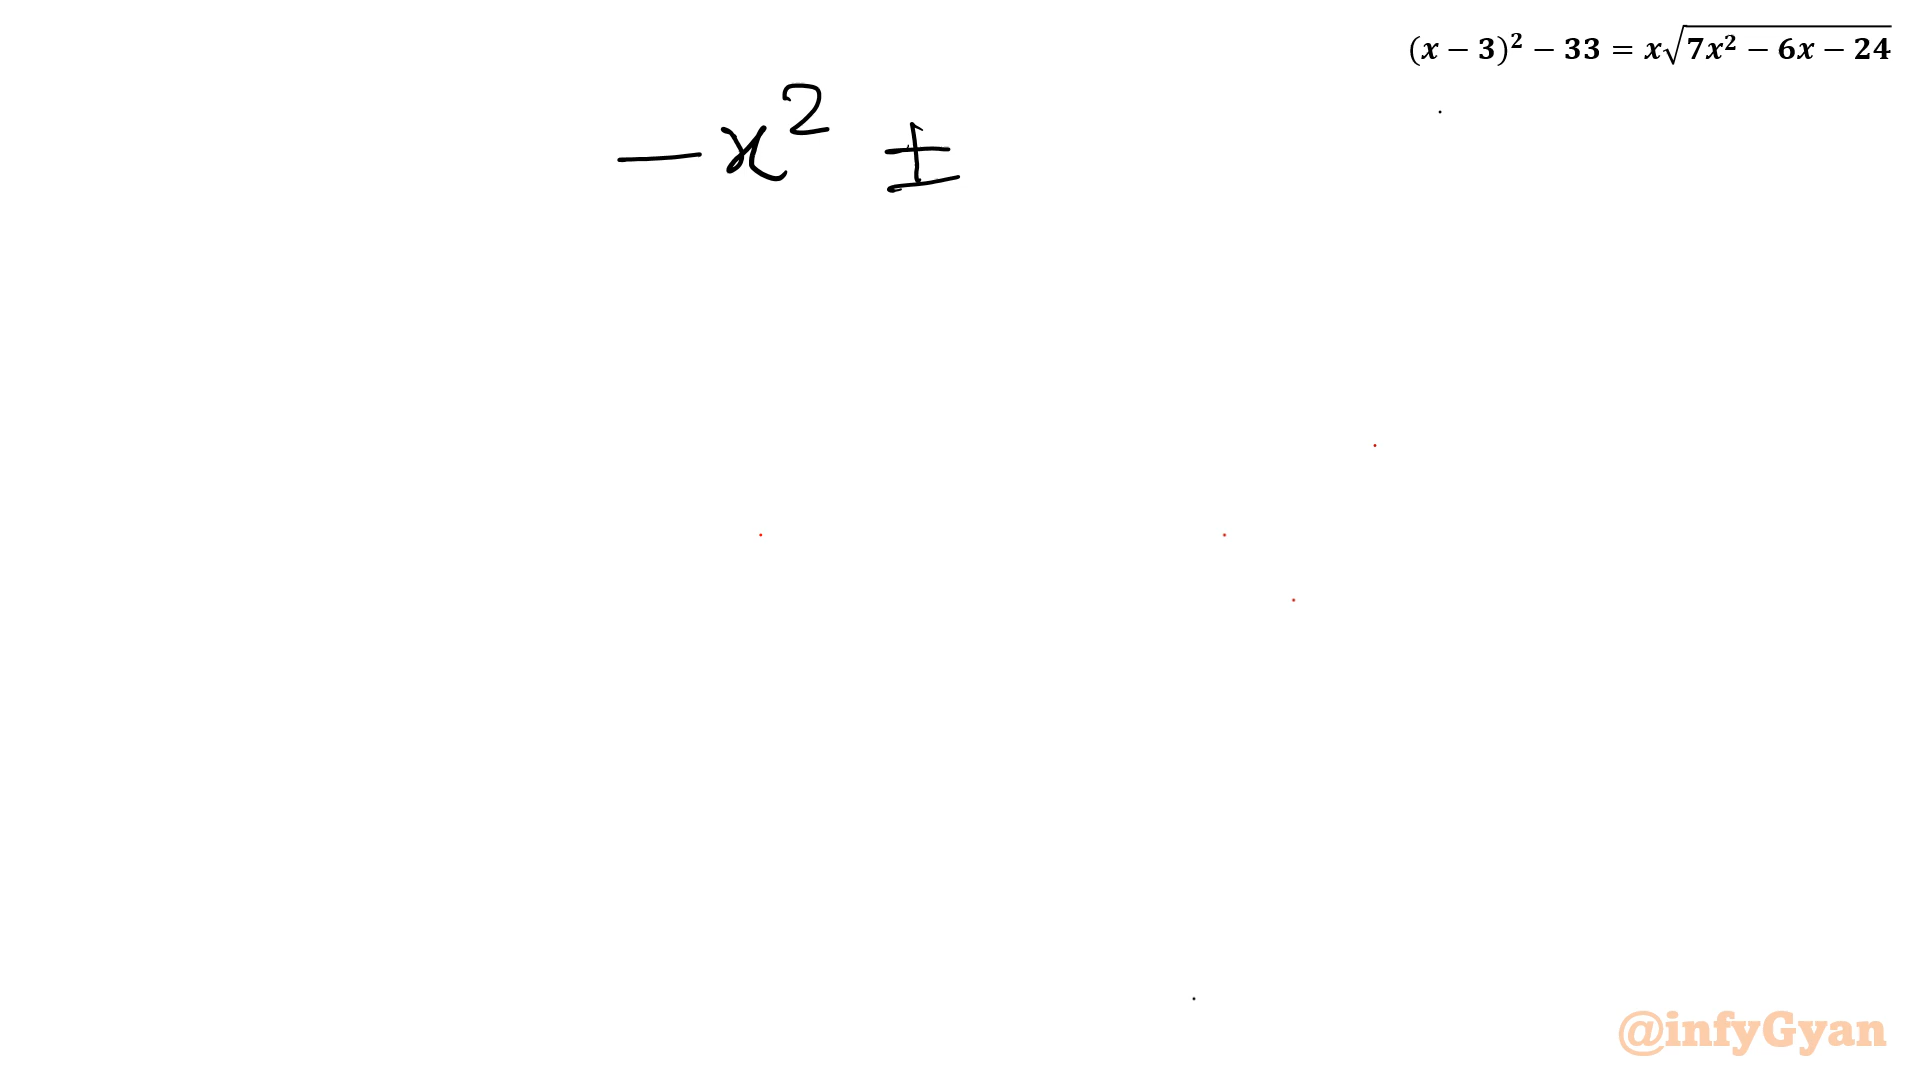 (x − 3)² − 33 = x√(7x² − 6x − 24)
− x² ±
@infyGyan